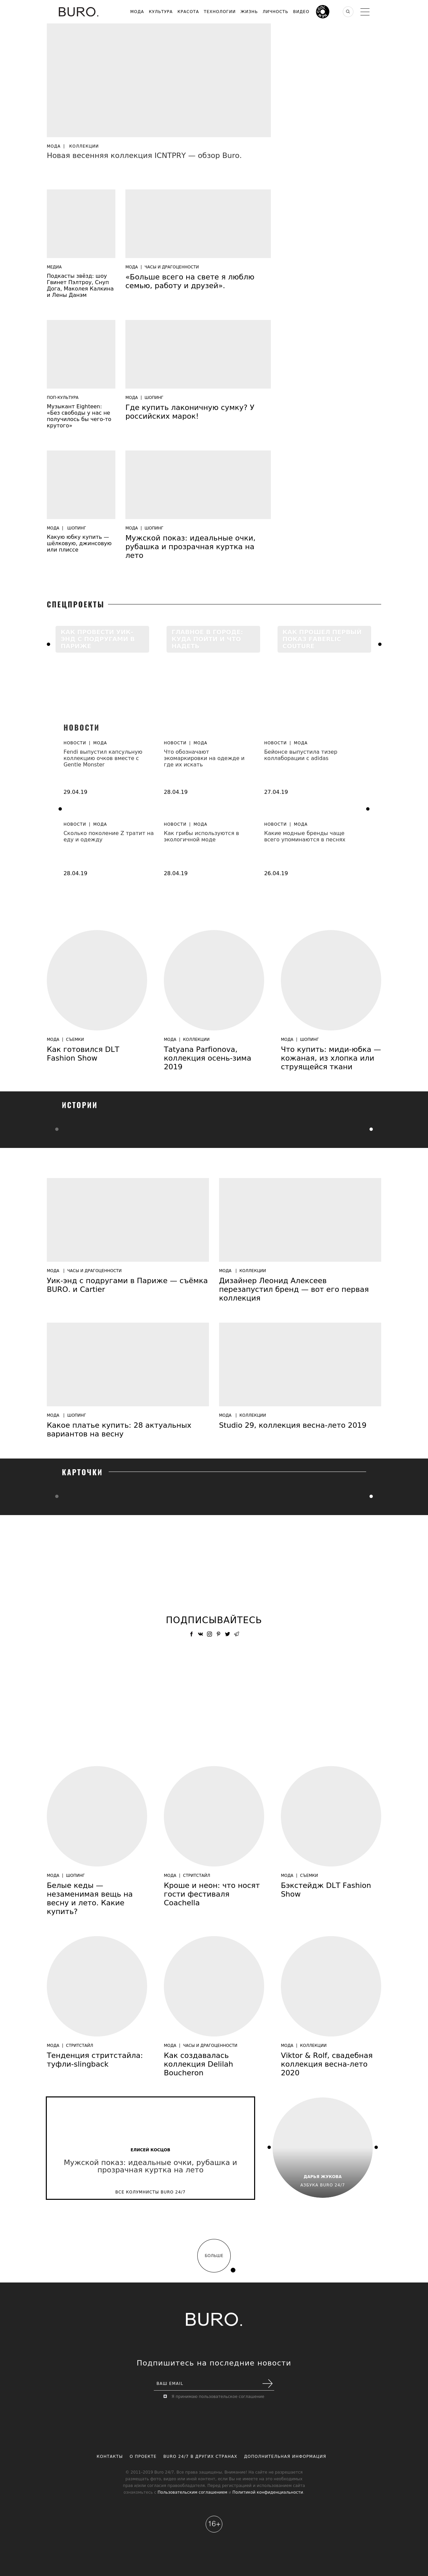 BURO.
МОДА КУЛЬТУРА КРАСОТА ТЕХНОЛОГИИ ЖИЗНЬ ЛИЧНОСТЬ ВИДЕО
МОДА | КОЛЛЕКЦИИ
Новая весенняя коллекция ICNTPRY — обзор Buro.
МЕДИА
Подкасты звёзд: шоу
Гвинет Пэлтроу, Снуп
Дога, Маколея Калкина
и Лены Данэм
МОДА | ЧАСЫ И ДРАГОЦЕННОСТИ
«Больше всего на свете я люблю
семью, работу и друзей».
ПОП-КУЛЬТУРА
Музыкант Eighteen:
«Без свободы у нас не
получилось бы чего-то
крутого»
МОДА | ШОПИНГ
Где купить лаконичную сумку? У
российских марок!
МОДА | ШОПИНГ
Какую юбку купить —
шёлковую, джинсовую
или плиссе
МОДА | ШОПИНГ
Мужской показ: идеальные очки,
рубашка и прозрачная куртка на
лето
СПЕЦПРОЕКТЫ
КАК ПРОВЕСТИ УИК-
ЭНД С ПОДРУГАМИ В
ПАРИЖЕ
ГЛАВНОЕ В ГОРОДЕ:
КУДА ПОЙТИ И ЧТО
НАДЕТЬ
КАК ПРОШЕЛ ПЕРВЫЙ
ПОКАЗ FABERLIC
COUTURE
НОВОСТИ
НОВОСТИ | МОДА
Fendi выпустил капсульную
коллекцию очков вместе с
Gentle Monster
29.04.19
НОВОСТИ | МОДА
Что обозначают
экомаркировки на одежде и
где их искать
28.04.19
НОВОСТИ | МОДА
Бейонсе выпустила тизер
коллаборации с adidas
27.04.19
НОВОСТИ | МОДА
Сколько поколение Z тратит на
еду и одежду
28.04.19
НОВОСТИ | МОДА
Как грибы используются в
экологичной моде
28.04.19
НОВОСТИ | МОДА
Какие модные бренды чаще
всего упоминаются в песнях
26.04.19
МОДА | СЪЕМКИ
Как готовился DLT
Fashion Show
МОДА | КОЛЛЕКЦИИ
Tatyana Parfionova,
коллекция осень-зима
2019
МОДА | ШОПИНГ
Что купить: миди-юбка —
кожаная, из хлопка или
струящейся ткани
ИСТОРИИ
МОДА | ЧАСЫ И ДРАГОЦЕННОСТИ
Уик-энд с подругами в Париже — съёмка
BURO. и Cartier
МОДА | КОЛЛЕКЦИИ
Дизайнер Леонид Алексеев
перезапустил бренд — вот его первая
коллекция
МОДА | ШОПИНГ
Какое платье купить: 28 актуальных
вариантов на весну
МОДА | КОЛЛЕКЦИИ
Studio 29, коллекция весна-лето 2019
КАРТОЧКИ
ПОДПИСЫВАЙТЕСЬ
МОДА | ШОПИНГ
Белые кеды —
незаменимая вещь на
весну и лето. Какие
купить?
МОДА | СТРИТСТАЙЛ
Кроше и неон: что носят
гости фестиваля
Coachella
МОДА | СЪЕМКИ
Бэкстейдж DLT Fashion
Show
МОДА | СТРИТСТАЙЛ
Тенденция стритстайла:
туфли-slingback
МОДА | ЧАСЫ И ДРАГОЦЕННОСТИ
Как создавалась
коллекция Delilah
Boucheron
МОДА | КОЛЛЕКЦИИ
Viktor & Rolf, свадебная
коллекция весна-лето
2020
ЕЛИСЕЙ КОСЦОВ
Мужской показ: идеальные очки, рубашка и
прозрачная куртка на лето
ВСЕ КОЛУМНИСТЫ BURO 24/7
ДАРЬЯ ЖУКОВА
АЗБУКА BURO 24/7
БОЛЬШЕ
BURO.
Подпишитесь на последние новости
ВАШ EMAIL
Я принимаю пользовательское соглашение
КОНТАКТЫ О ПРОЕКТЕ BURO 24/7 В ДРУГИХ СТРАНАХ ДОПОЛНИТЕЛЬНАЯ ИНФОРМАЦИЯ
Пользовательским соглашением и Политикой конфиденциальности
16+